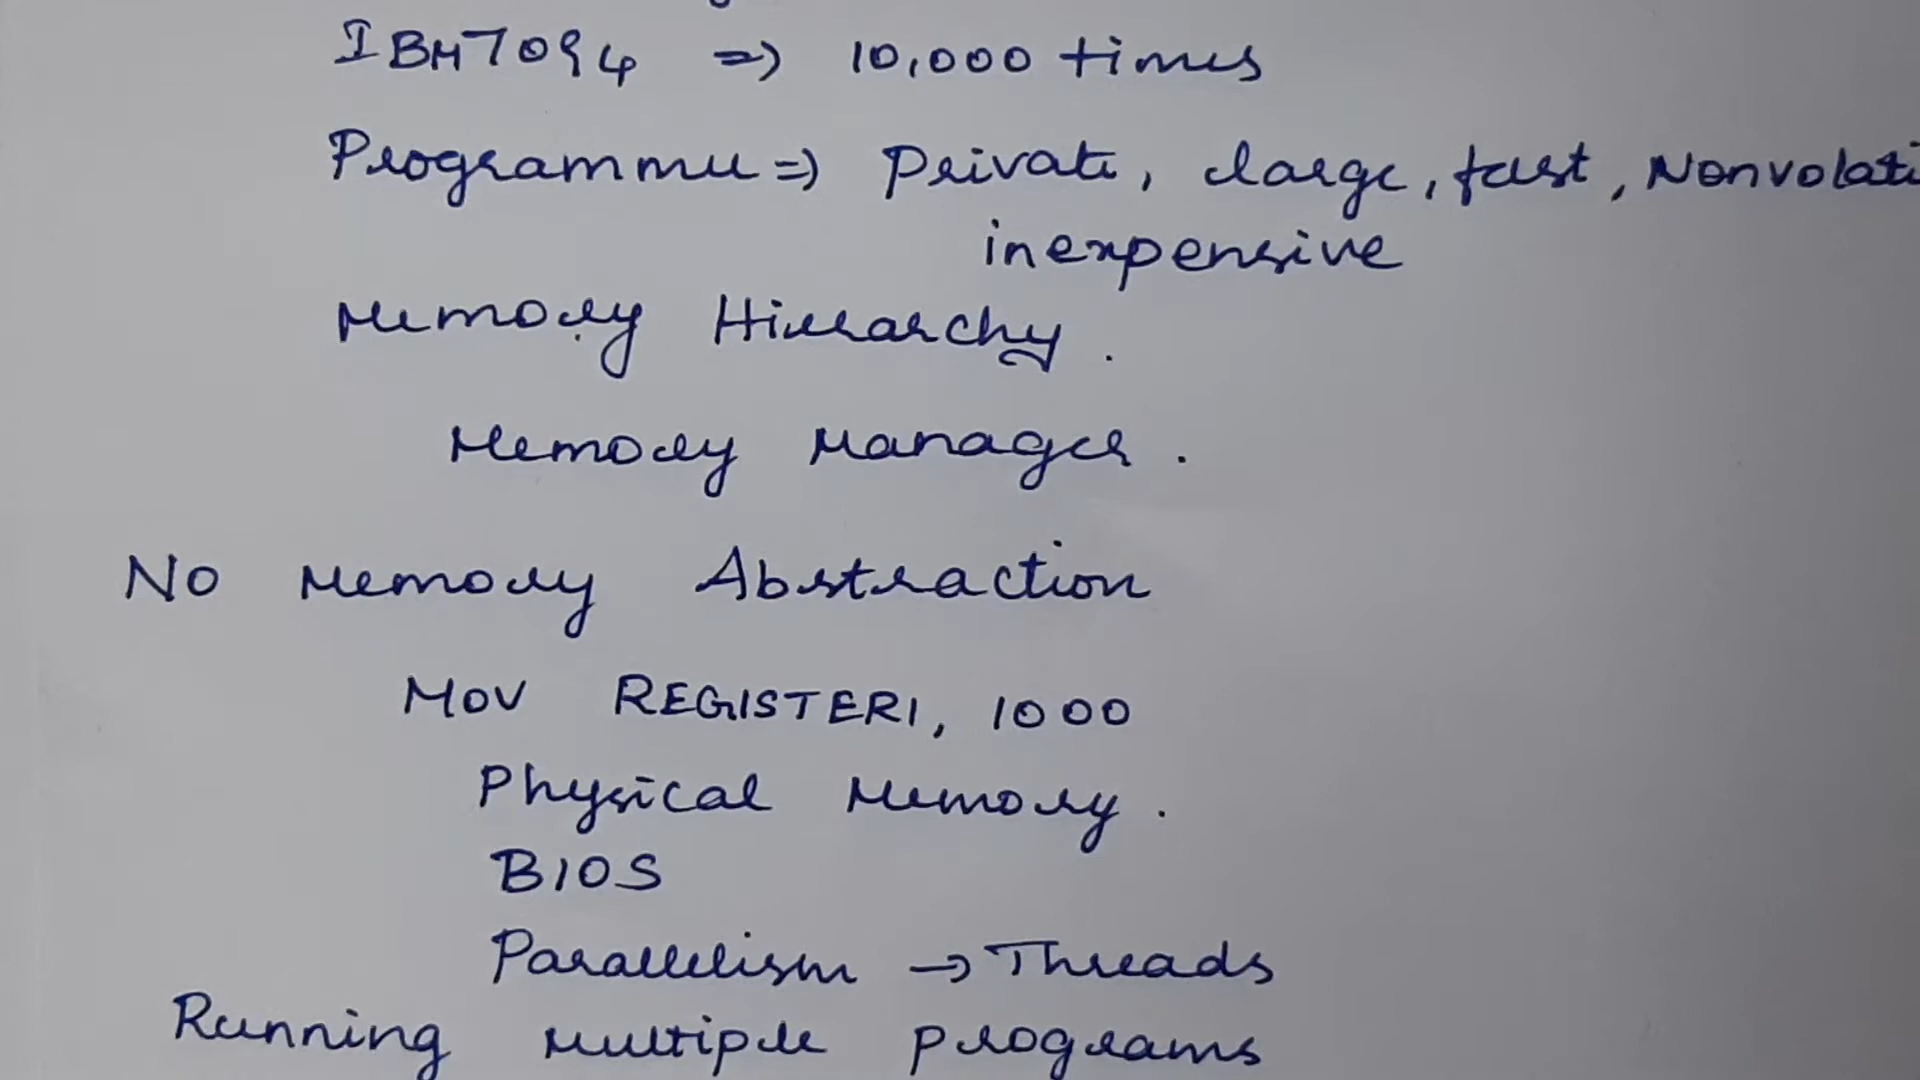 IBM7094 => 10,000 times
Programmer => Private, large, fast, Nonvolati
inexpensive
Memory Hierarchy.
Memory Manager.
No Memory Abstraction
MOV REGISTER1, 1000
Physical Memory.
BIOS
Parallelism → Threads
Running multiple programs